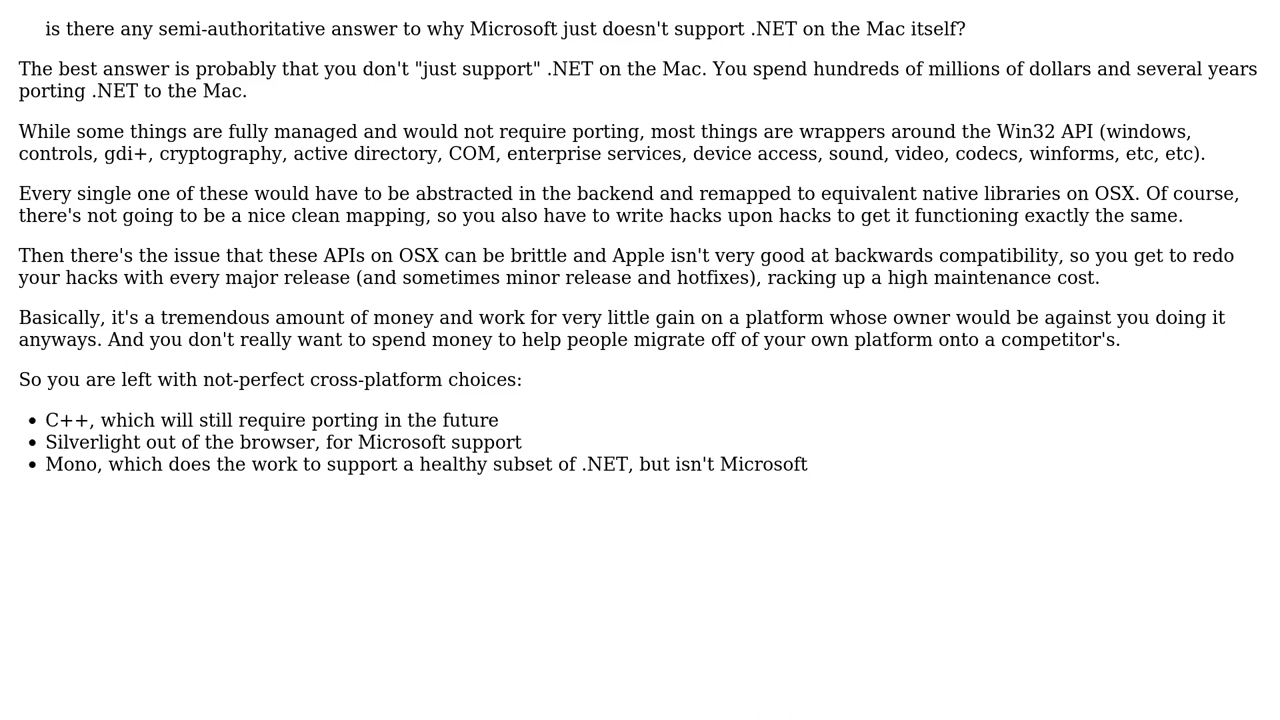 is there any semi-authoritative answer to why Microsoft just doesn't support .NET on the Mac itself?
The best answer is probably that you don't "just support" .NET on the Mac. You spend hundreds of millions of dollars and several years
porting .NET to the Mac.
While some things are fully managed and would not require porting, most things are wrappers around the Win32 API (windows,
controls, gdi+, cryptography, active directory, COM, enterprise services, device access, sound, video, codecs, winforms, etc, etc).
Every single one of these would have to be abstracted in the backend and remapped to equivalent native libraries on OSX. Of course,
there's not going to be a nice clean mapping, so you also have to write hacks upon hacks to get it functioning exactly the same.
Then there's the issue that these APIs on OSX can be brittle and Apple isn't very good at backwards compatibility, so you get to redo
your hacks with every major release (and sometimes minor release and hotfixes), racking up a high maintenance cost.
Basically, it's a tremendous amount of money and work for very little gain on a platform whose owner would be against you doing it
anyways. And you don't really want to spend money to help people migrate off of your own platform onto a competitor's.
So you are left with not-perfect cross-platform choices:
• C++, which will still require porting in the future
• Silverlight out of the browser, for Microsoft support
• Mono, which does the work to support a healthy subset of .NET, but isn't Microsoft